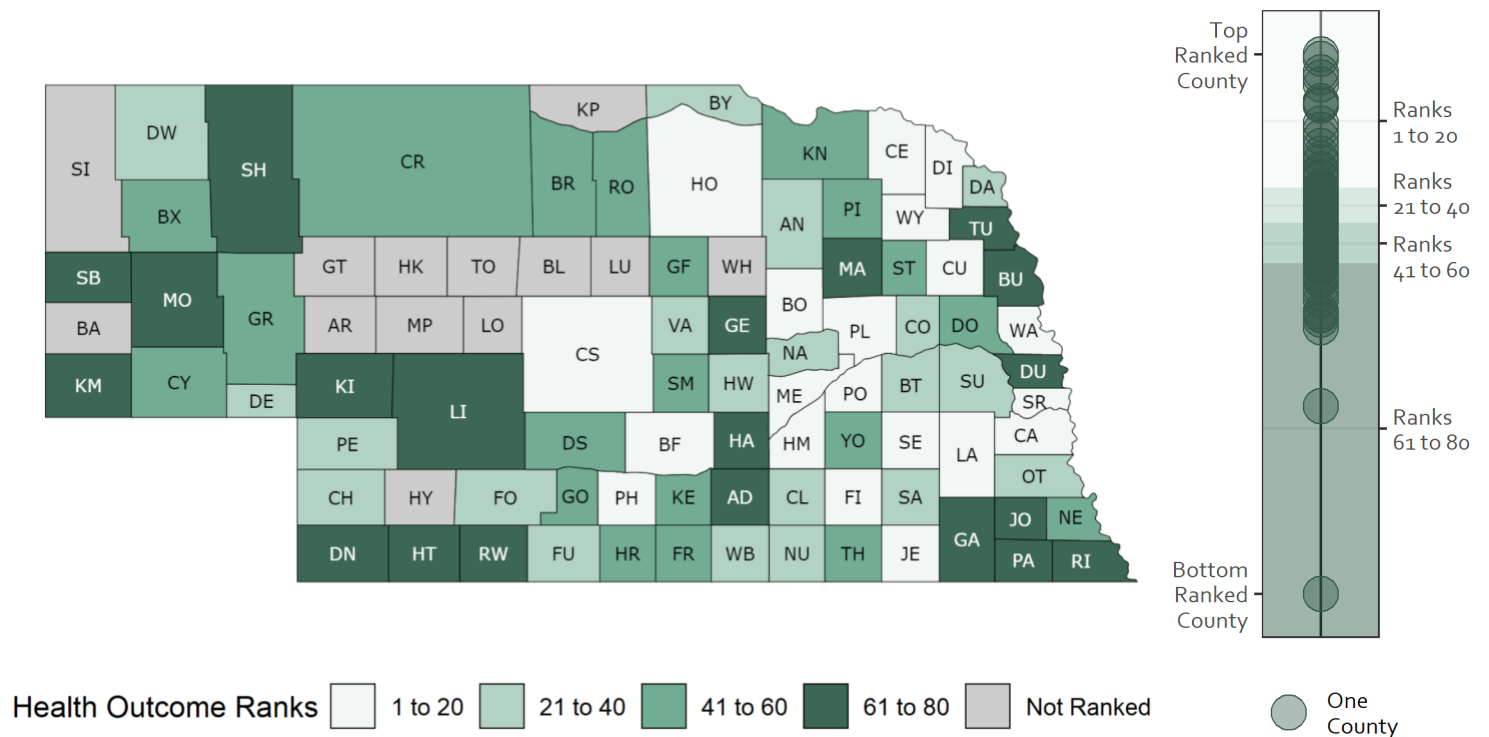 Top
Ranked
County
Ranks
1 to 20
Ranks
21 to 40
Ranks
41 to 60
Ranks
61 to 80
Bottom
Ranked
County
One
County
KP BY
SI DW SH CR BR RO HO KN CE DI
DA
BX AN PI WY TU
SB MO GR GT HK TO BL LU GF WH MA ST CU BU
BA AR MP LO CS VA GE BO PL CO DO WA
KM CY DE KI LI SM HW NA ME PO BT SU DU
SR
PE DS BF HA HM YO SE LA CA
OT
CH HY FO GO PH KE AD CL FI SA
JO NE
DN HT RW FU HR FR WB NU TH JE GA PA RI
Health Outcome Ranks 1 to 20 21 to 40 41 to 60 61 to 80 Not Ranked